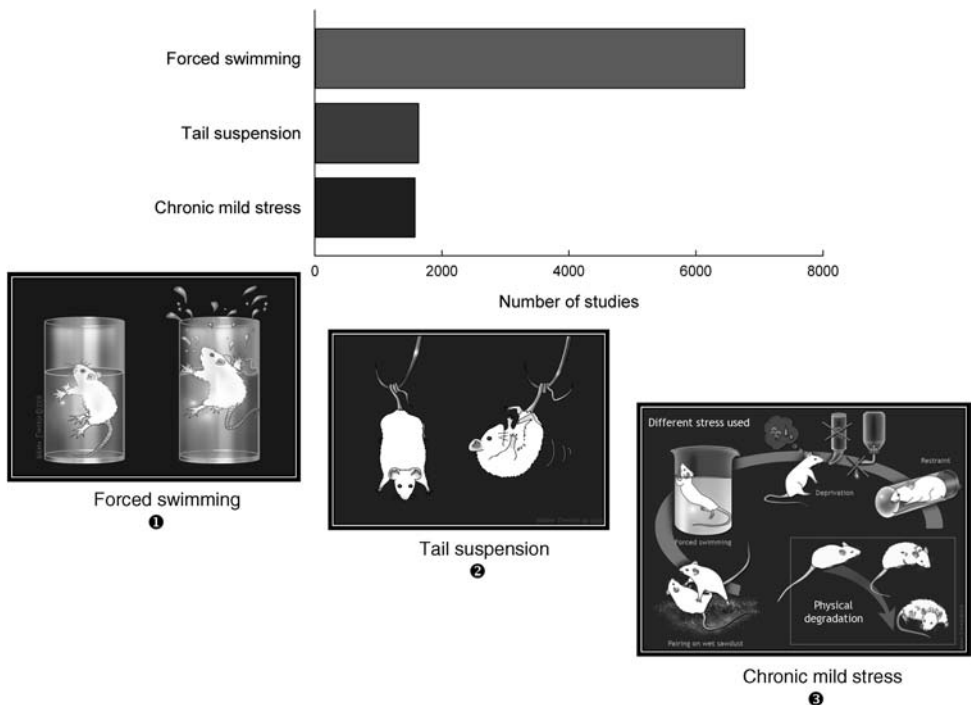 Forced swimming
Tail suspension
Chronic mild stress
0 2000 4000 6000 8000
Number of studies
Forced swimming
❶
Tail suspension
❷
Different stress used
Deprivation
Restraint
Forced swimming
Pairing on wet sawdust
Physical
degradation
Chronic mild stress
❸